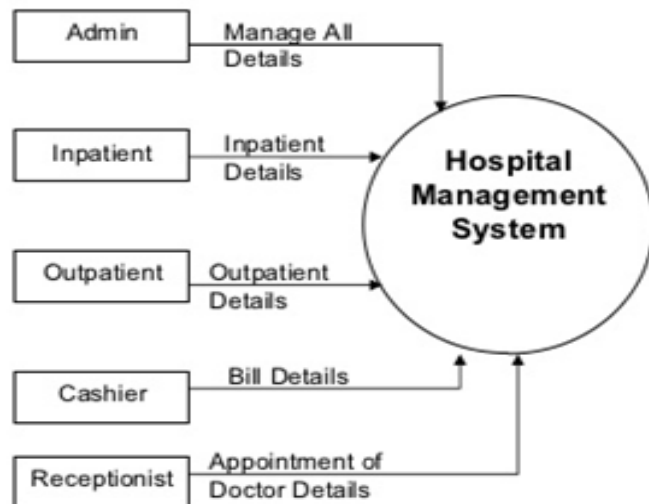 Admin
Manage All
Details
Inpatient
Inpatient
Details
Hospital
Management
System
Outpatient
Outpatient
Details
Cashier
Bill Details
Receptionist
Appointment of
Doctor Details